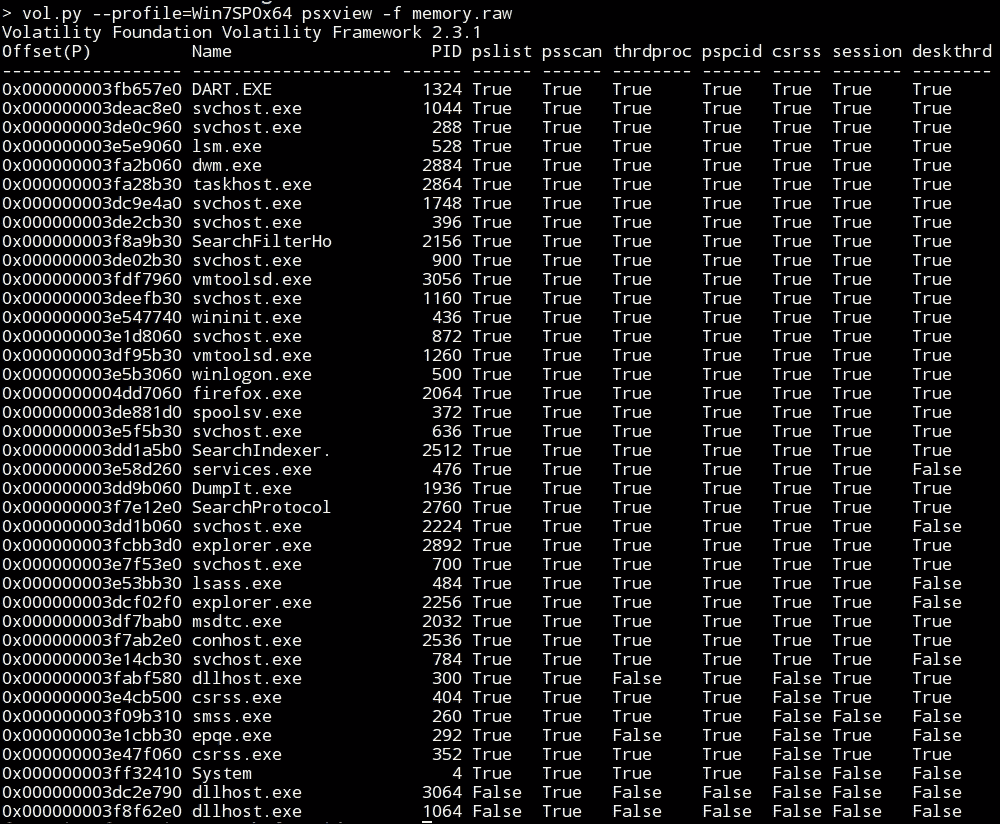 > vol.py --profile=Win7SP0x64 psxview -f memory.raw
Volatility Foundation Volatility Framework 2.3.1
Offset(P) Name PID pslist psscan thrdproc pspcid csrss session deskthrd
------------------ -------------------- ------ ------ ------ -------- ------ ----- ------- --------
0x000000003fb657e0 DART.EXE 1324 True True True True True True True
0x000000003deac8e0 svchost.exe 1044 True True True True True True True
0x000000003de0c960 svchost.exe 288 True True True True True True True
0x000000003e5e9060 lsm.exe 528 True True True True True True True
0x000000003fa2b060 dwm.exe 2884 True True True True True True True
0x000000003fa28b30 taskhost.exe 2864 True True True True True True True
0x000000003dc9e4a0 svchost.exe 1748 True True True True True True True
0x000000003de2cb30 svchost.exe 396 True True True True True True True
0x000000003f8a9b30 SearchFilterHo 2156 True True True True True True True
0x000000003de02b30 svchost.exe 900 True True True True True True True
0x000000003fdf7960 vmtoolsd.exe 3056 True True True True True True True
0x000000003deefb30 svchost.exe 1160 True True True True True True True
0x000000003e547740 wininit.exe 436 True True True True True True True
0x000000003e1d8060 svchost.exe 872 True True True True True True True
0x000000003df95b30 vmtoolsd.exe 1260 True True True True True True True
0x000000003e5b3060 winlogon.exe 500 True True True True True True True
0x000000004dd7060 firefox.exe 2064 True True True True True True True
0x000000003de881d0 spoolsv.exe 372 True True True True True True True
0x000000003e5f5b30 svchost.exe 636 True True True True True True True
0x000000003dd1a5b0 SearchIndexer. 2512 True True True True True True True
0x000000003e58d260 services.exe 476 True True True True True True False
0x000000003dd9b060 DumpIt.exe 1936 True True True True True True True
0x000000003f7e12e0 SearchProtocol 2760 True True True True True True True
0x000000003dd1b060 svchost.exe 2224 True True True True True True False
0x000000003fcbb3d0 explorer.exe 2892 True True True True True True True
0x000000003e7f53e0 svchost.exe 700 True True True True True True True
0x000000003e53bb30 lsass.exe 484 True True True True True True False
0x000000003dcf02f0 explorer.exe 2256 True True True True True True False
0x000000003df7bab0 msdtc.exe 2032 True True True True True True True
0x000000003f7ab2e0 conhost.exe 2536 True True True True True True True
0x000000003e14cb30 svchost.exe 784 True True True True True True False
0x000000003fabf580 dllhost.exe 300 True True False True False True True
0x000000003e4cb500 csrss.exe 404 True True True True False True True
0x000000003f09b310 smss.exe 260 True True True True False False False
0x000000003e1cbb30 epqe.exe 292 True True False True False True False
0x000000003e47f060 csrss.exe 352 True True True True False True True
0x000000003ff32410 System 4 True True True True False False False
0x000000003dc2e790 dllhost.exe 3064 False True False False False False False
0x000000003f8f62e0 dllhost.exe 1064 False True False False False False False